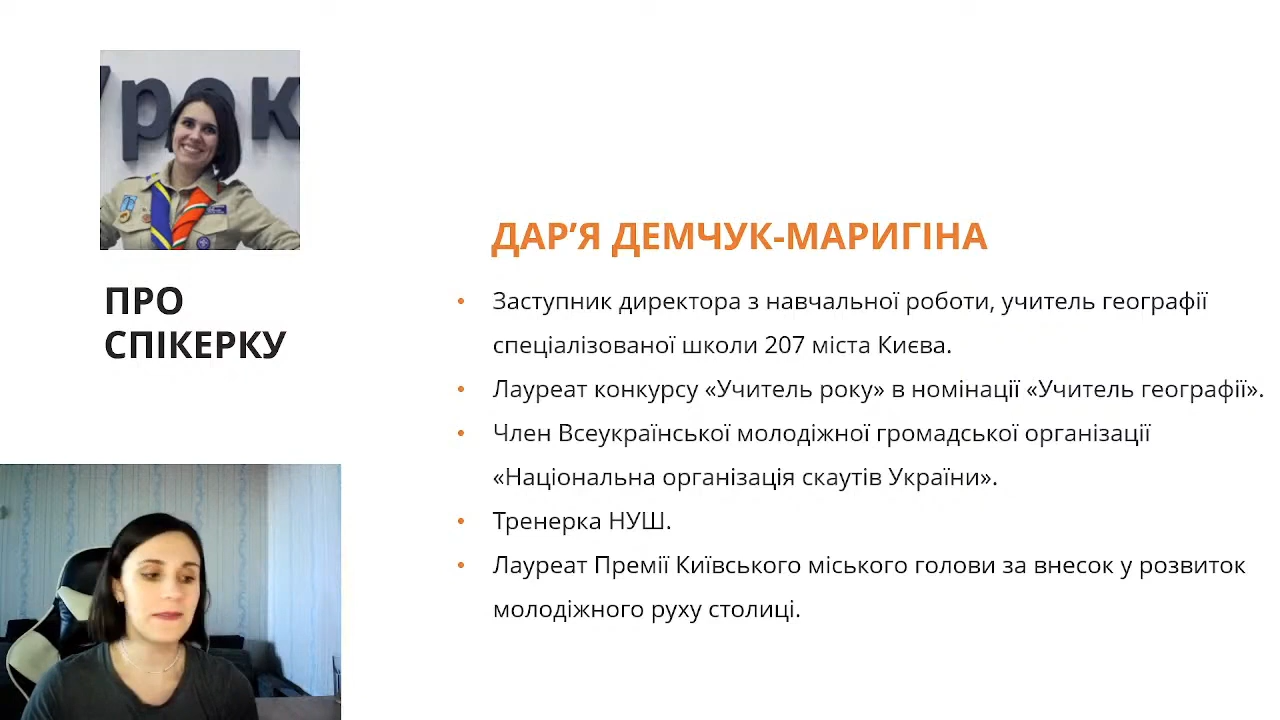 рок
ПРО
СПІКЕРКУ
ДАР’Я ДЕМЧУК-МАРИГІНА
• Заступник директора з навчальної роботи, учитель географії
спеціалізованої школи 207 міста Києва.
• Лауреат конкурсу «Учитель року» в номінації «Учитель географії».
• Член Всеукраїнської молодіжної громадської організації
«Національна організація скаутів України».
• Тренерка НУШ.
• Лауреат Премії Київського міського голови за внесок у розвиток
молодіжного руху столиці.